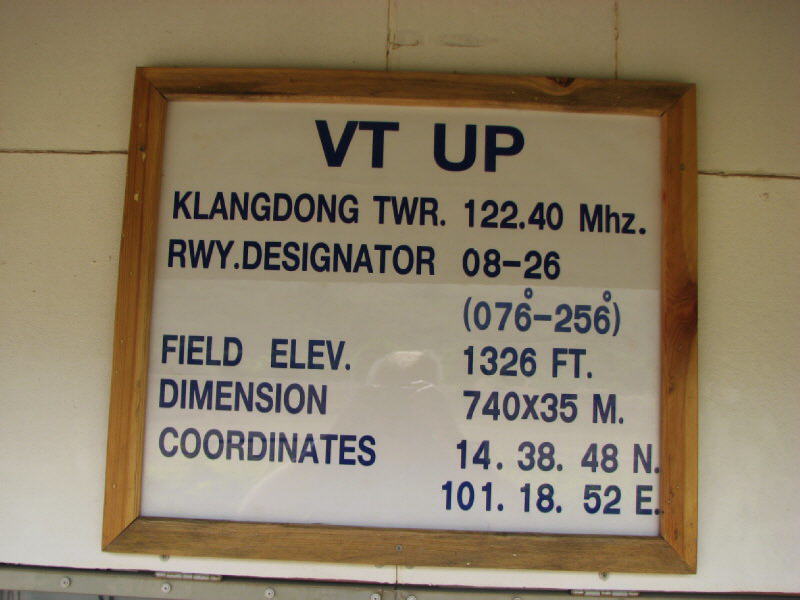 VT UP
KLANGDONG TWR. 122.40 Mhz.
RWY.DESIGNATOR 08-26
(076°-256°)
FIELD ELEV. 1326 FT.
DIMENSION 740X35 M.
COORDINATES 14. 38. 48 N.
101. 18. 52 E.